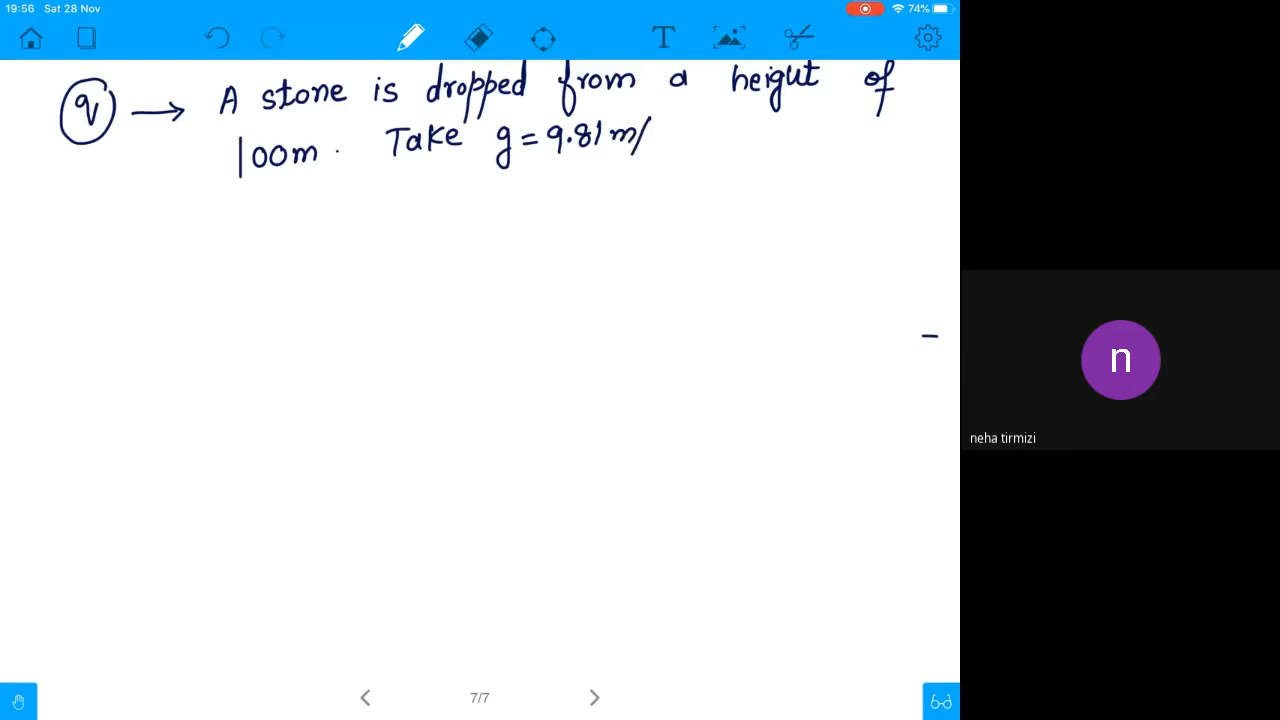 19:56 Sat 28 Nov
74%
T
q → A stone is dropped from a height of
100m. Take g = 9.81 m/
n
neha tirmizi
7/7